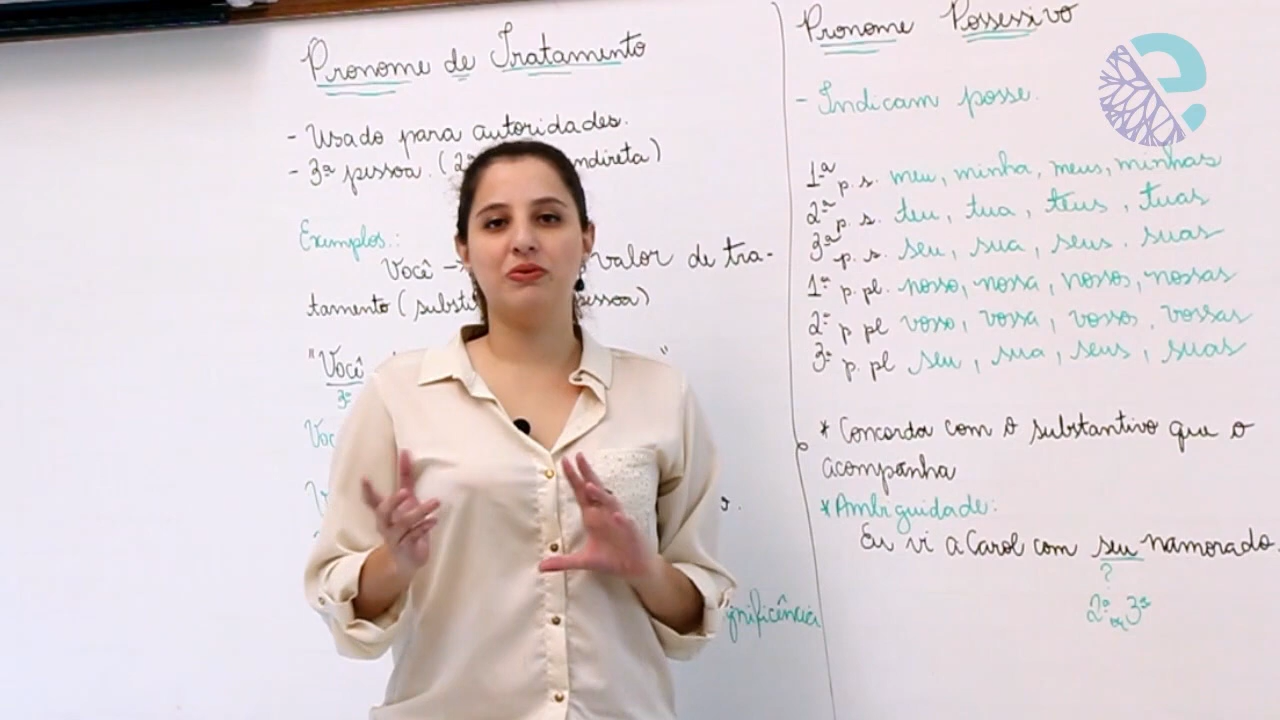 Pronome de Tratamento
- Usado para autoridades.
- 3ª pessoa. (2ª indireta)
Exemplos.:
Você → valor de tra-
tamento (substi pessoa)
"Você "
3ª
Voc
gnificência
Pronome Possessivo
- Indicam posse.
1ª p. s. meu, minha, meus, minhas
2ª p. s. teu, tua, teus, tuas
3ª p. s. seu, sua, seus. suas
1ª p. pl. nosso, nossa, nossos, nossas
2ª p pl vosso, vossa, vossos, vossas
3ª p. pl seu, sua, seus, suas
* Concorda com o substantivo que o
acompanha
* Ambiguidade:
Eu vi a Carol com seu namorado.
?
2ª ou 3ª